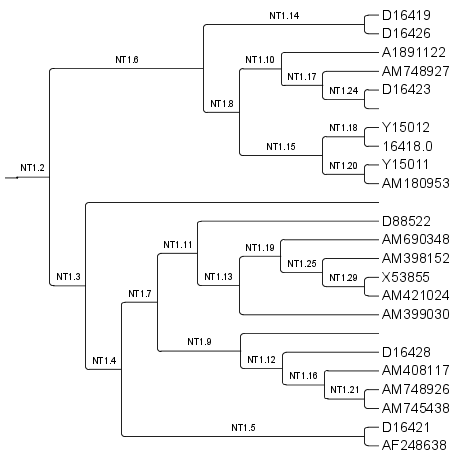 NT1.14
D16419
D16426
NT1.6
NT1.10
A1891122
AM748927
NT1.17
D16423
NT1.24
NT1.8
NT1.18
Y15012
16418.0
NT1.15
Y15011
NT1.20
NT1.2
AM180953
D88522
NT1.11
AM690348
NT1.19
AM398152
NT1.25
NT1.3
NT1.13
X53855
NT1.29
NT1.7
AM421024
AM399030
NT1.9
D16428
NT1.12
NT1.4
AM408117
NT1.16
AM748926
NT1.21
AM745438
D16421
NT1.5
AF248638